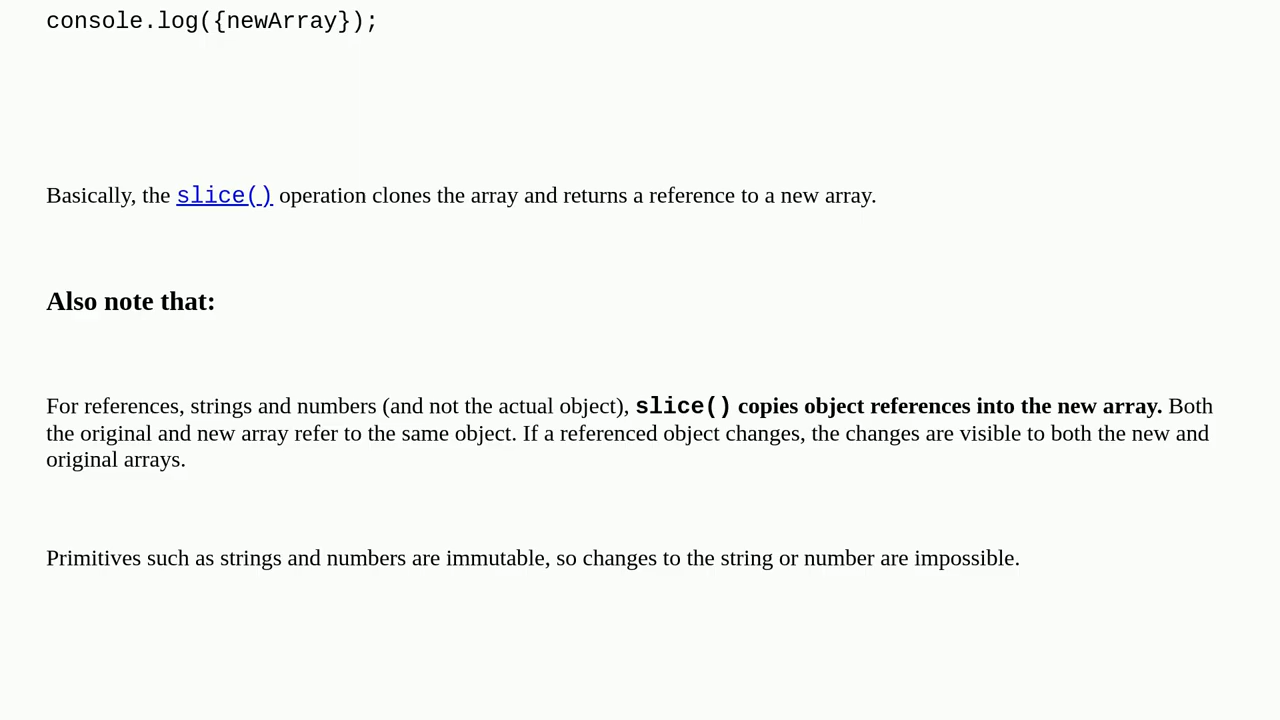 console.log({newArray});
Basically, the slice() operation clones the array and returns a reference to a new array.
Also note that:
For references, strings and numbers (and not the actual object), slice() copies object references into the new array. Both
the original and new array refer to the same object. If a referenced object changes, the changes are visible to both the new and
original arrays.
Primitives such as strings and numbers are immutable, so changes to the string or number are impossible.